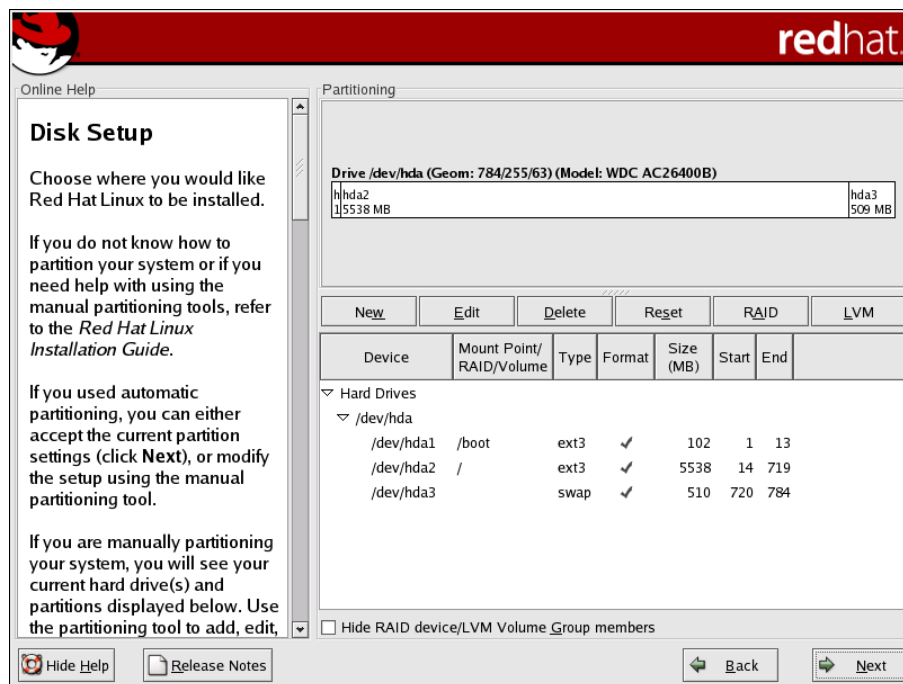 redhat.
Online Help
Disk Setup
Choose where you would like
Red Hat Linux to be installed.
If you do not know how to
partition your system or if you
need help with using the
manual partitioning tools, refer
to the Red Hat Linux
Installation Guide.
If you used automatic
partitioning, you can either
accept the current partition
settings (click Next), or modify
the setup using the manual
partitioning tool.
If you are manually partitioning
your system, you will see your
current hard drive(s) and
partitions displayed below. Use
the partitioning tool to add, edit,
Partitioning
Drive /dev/hda (Geom: 784/255/63) (Model: WDC AC26400B)
h hda2 hda3
1 5538 MB 509 MB
New Edit Delete Reset RAID LVM
Device Mount Point/ RAID/Volume Type Format Size (MB) Start End
Hard Drives
/dev/hda
/dev/hda1 /boot ext3 ✓ 102 1 13
/dev/hda2 / ext3 ✓ 5538 14 719
/dev/hda3 swap ✓ 510 720 784
Hide RAID device/LVM Volume Group members
Hide Help Release Notes Back Next